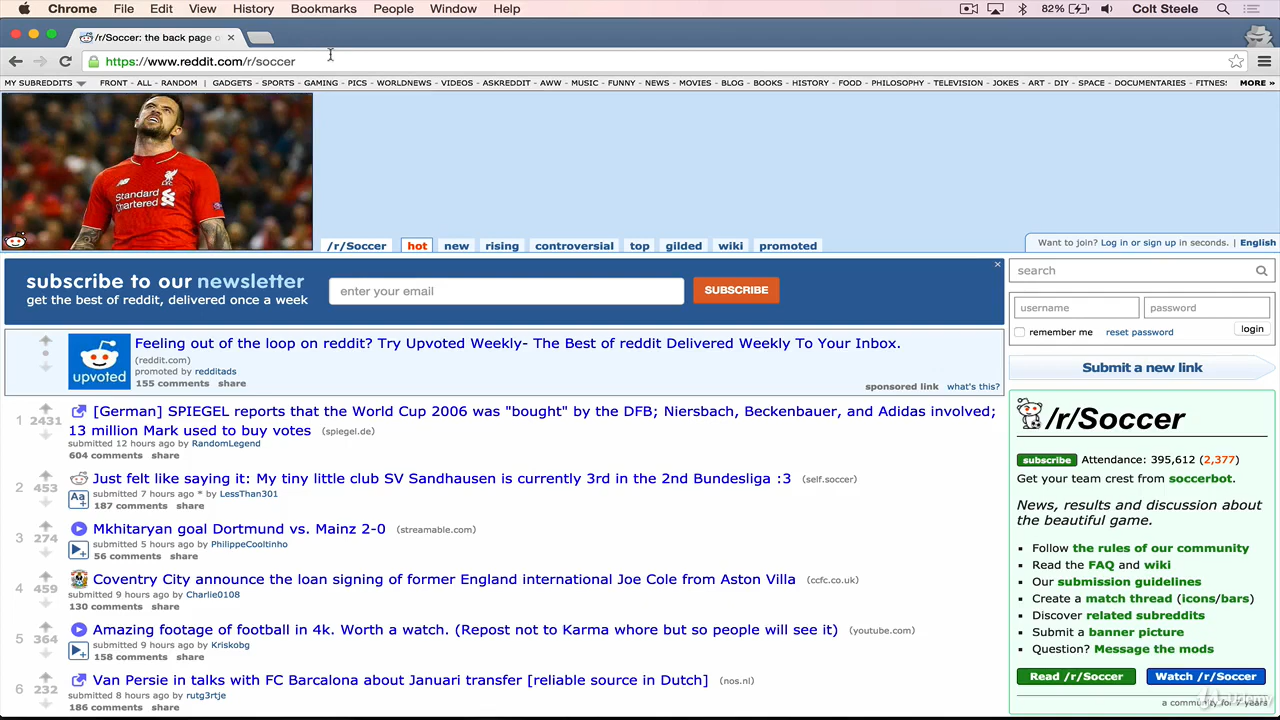 Chrome File Edit View History Bookmarks People Window Help 82% Colt Steele
/r/Soccer: the back page o
https://www.reddit.com/r/soccer
MY SUBREDDITS FRONT - ALL - RANDOM | GADGETS - SPORTS - GAMING - PICS - WORLDNEWS - VIDEOS - ASKREDDIT - AWW - MUSIC - FUNNY - NEWS - MOVIES - BLOG - BOOKS - HISTORY - FOOD - PHILOSOPHY - TELEVISION - JOKES - ART - DIY - SPACE - DOCUMENTARIES - FITNES MORE »
Standard
Chartered
/r/Soccer hot new rising controversial top gilded wiki promoted
Want to join? Log in or sign up in seconds. | English
subscribe to our newsletter
get the best of reddit, delivered once a week
enter your email
SUBSCRIBE
search
username password
remember me reset password login
Submit a new link
upvoted
Feeling out of the loop on reddit? Try Upvoted Weekly- The Best of reddit Delivered Weekly To Your Inbox.
(reddit.com)
promoted by redditads
155 comments share
sponsored link what's this?
1 2431 [German] SPIEGEL reports that the World Cup 2006 was "bought" by the DFB; Niersbach, Beckenbauer, and Adidas involved;
13 million Mark used to buy votes (spiegel.de)
submitted 12 hours ago by RandomLegend
604 comments share
2 453 Just felt like saying it: My tiny little club SV Sandhausen is currently 3rd in the 2nd Bundesliga :3 (self.soccer)
Aa+ submitted 7 hours ago * by LessThan301
187 comments share
3 274 Mkhitaryan goal Dortmund vs. Mainz 2-0 (streamable.com)
submitted 5 hours ago by PhilippeCooltinho
56 comments share
4 459 Coventry City announce the loan signing of former England international Joe Cole from Aston Villa (ccfc.co.uk)
submitted 9 hours ago by Charlie0108
130 comments share
5 364 Amazing footage of football in 4k. Worth a watch. (Repost not to Karma whore but so people will see it) (youtube.com)
submitted 9 hours ago by Kriskobg
158 comments share
6 232 Van Persie in talks with FC Barcalona about Januari transfer [reliable source in Dutch] (nos.nl)
submitted 8 hours ago by rutg3rtje
186 comments share
/r/Soccer
subscribe Attendance: 395,612 (2,377)
Get your team crest from soccerbot.
News, results and discussion about
the beautiful game.
Follow the rules of our community
Read the FAQ and wiki
Our submission guidelines
Create a match thread (icons/bars)
Discover related subreddits
Submit a banner picture
Question? Message the mods
Read /r/Soccer Watch /r/Soccer
a community for 7 years